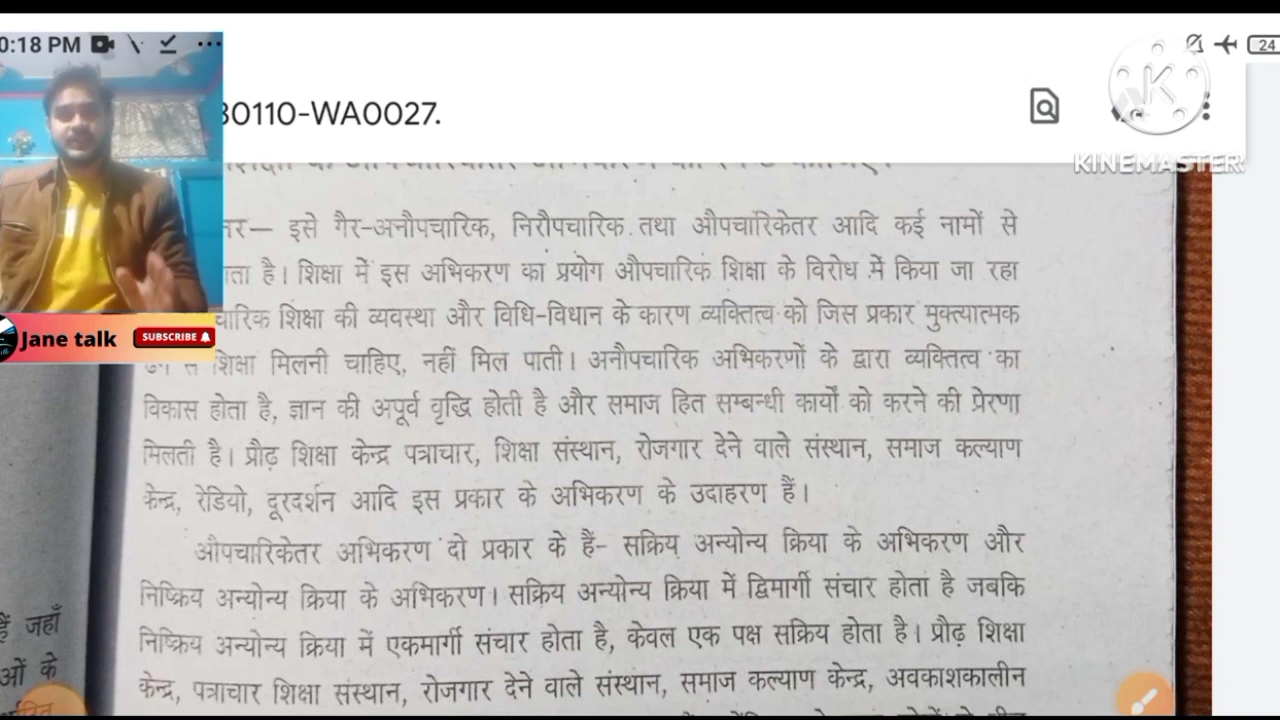 0:18 PM
24
30110-WA0027.
K
KINEMASTER
Jane talk
SUBSCRIBE
इसे गैर-अनौपचारिक, निरौपचारिक तथा औपचारिकेतर आदि कई नामों से
है। शिक्षा में इस अभिकरण का प्रयोग औपचारिक शिक्षा के विरोध में किया जा रहा
शिक्षा की व्यवस्था और विधि-विधान के कारण व्यक्तित्व को जिस प्रकार मुक्त्यात्मक
शिक्षा मिलनी चाहिए, नहीं मिल पाती। अनौपचारिक अभिकरणों के द्वारा व्यक्तित्व का
विकास होता है, ज्ञान की अपूर्व वृद्धि होती है और समाज हित सम्बन्धी कार्यों को करने की प्रेरणा
मिलती है। प्रौढ़ शिक्षा केन्द्र पत्राचार, शिक्षा संस्थान, रोजगार देने वाले संस्थान, समाज कल्याण
केन्द्र, रेडियो, दूरदर्शन आदि इस प्रकार के अभिकरण के उदाहरण हैं।
औपचारिकेतर अभिकरण दो प्रकार के हैं- सक्रिय अन्योन्य क्रिया के अभिकरण और
निष्क्रिय अन्योन्य क्रिया के अभिकरण। सक्रिय अन्योन्य क्रिया में द्विमार्गी संचार होता है जबकि
निष्क्रिय अन्योन्य क्रिया में एकमार्गी संचार होता है, केवल एक पक्ष सक्रिय होता है। प्रौढ़ शिक्षा
केन्द्र, पत्राचार शिक्षा संस्थान, रोजगार देने वाले संस्थान, समाज कल्याण केन्द्र, अवकाशकालीन
हैं जहाँ
ओं के